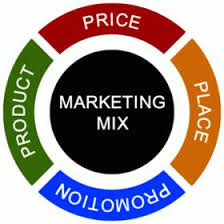 PRICE
PRODUCT
MARKETING
MIX
PLACE
PROMOTION